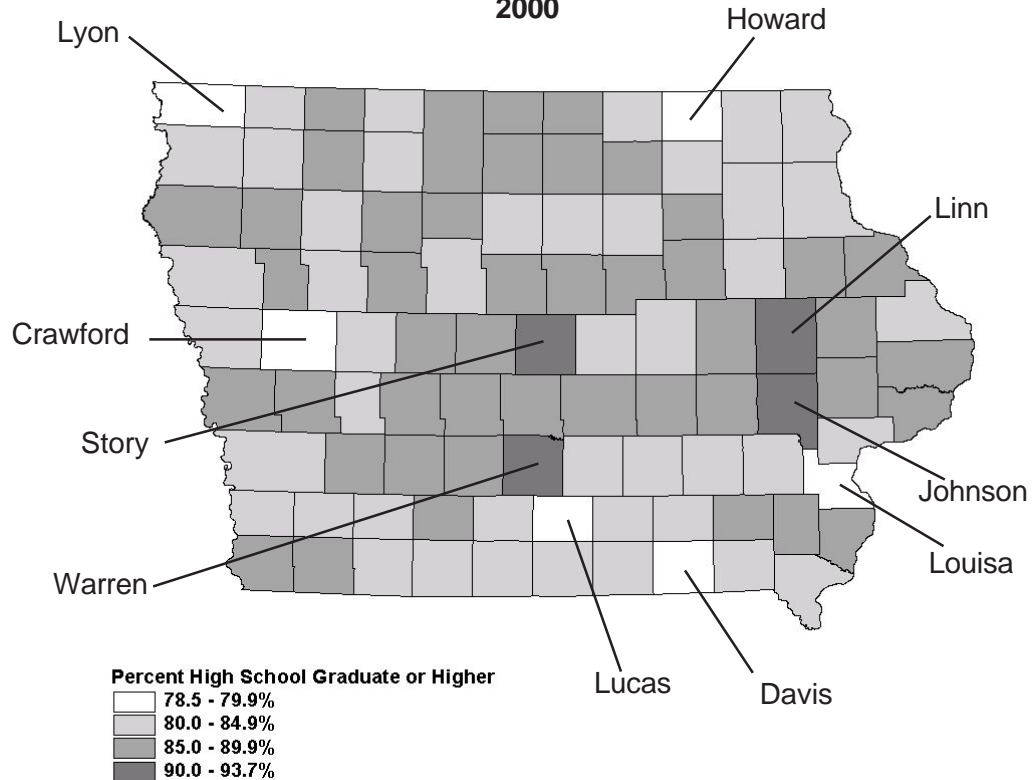 2000
Lyon
Howard
Linn
Crawford
Story
Johnson
Louisa
Warren
Lucas
Davis
Percent High School Graduate or Higher
78.5 - 79.9%
80.0 - 84.9%
85.0 - 89.9%
90.0 - 93.7%